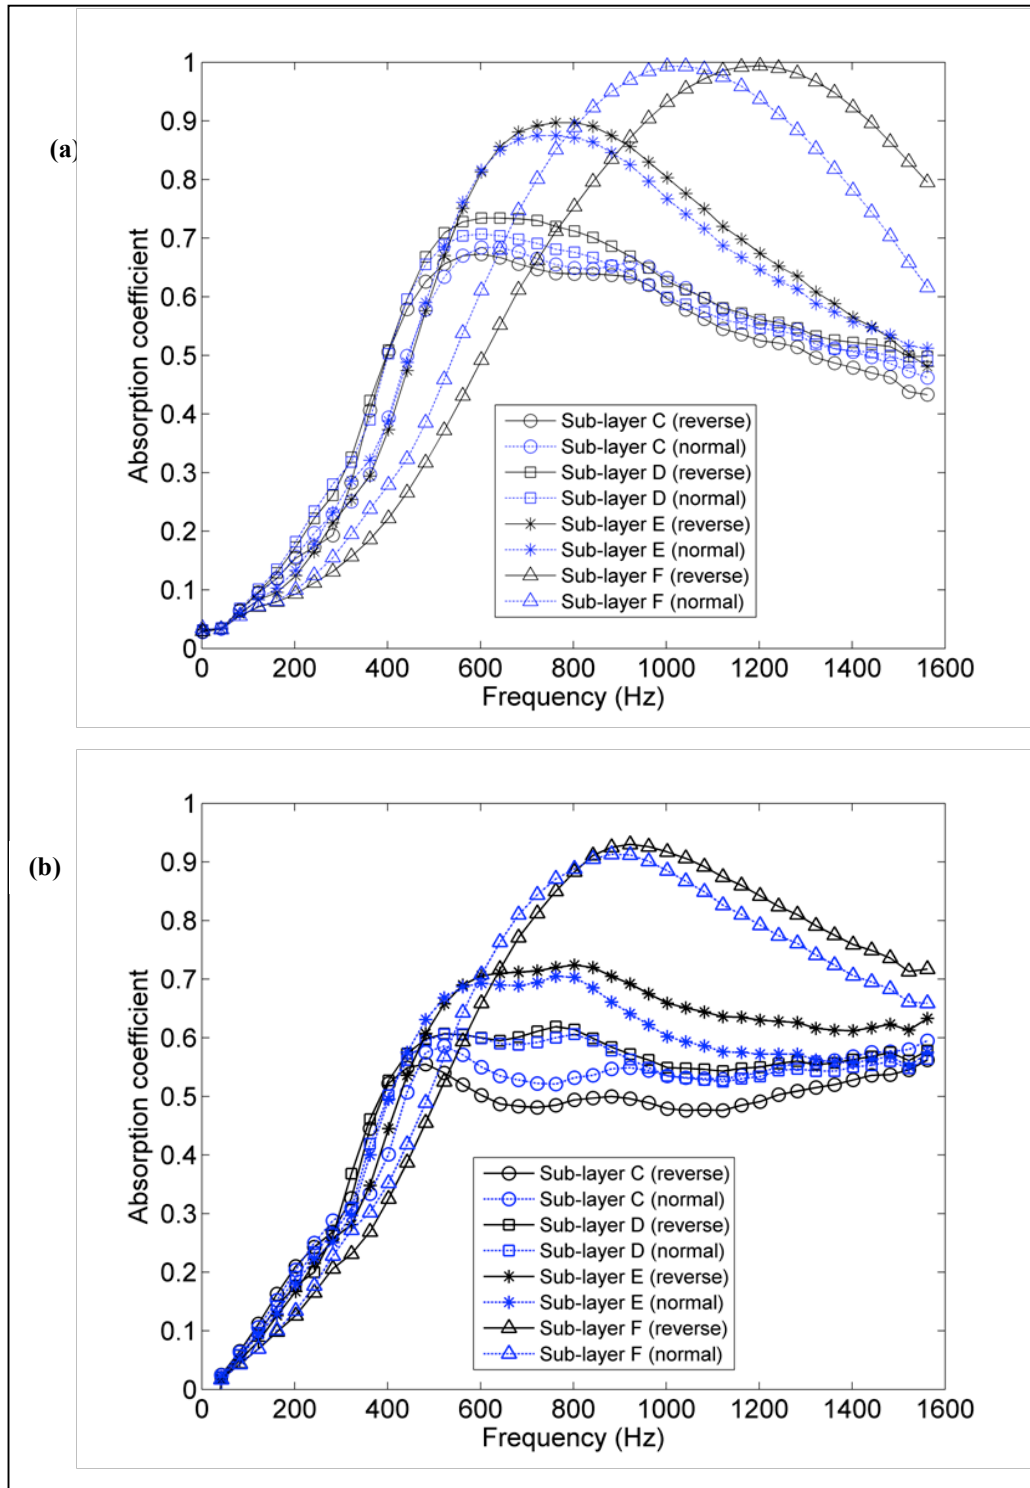 (a)
Absorption coefficient
1
0.9
0.8
0.7
0.6
0.5
0.4
0.3
0.2
0.1
0
Sub-layer C (reverse)
Sub-layer C (normal)
Sub-layer D (reverse)
Sub-layer D (normal)
Sub-layer E (reverse)
Sub-layer E (normal)
Sub-layer F (reverse)
Sub-layer F (normal)
0 200 400 600 800 1000 1200 1400 1600
Frequency (Hz)
(b)
Absorption coefficient
1
0.9
0.8
0.7
0.6
0.5
0.4
0.3
0.2
0.1
0
Sub-layer C (reverse)
Sub-layer C (normal)
Sub-layer D (reverse)
Sub-layer D (normal)
Sub-layer E (reverse)
Sub-layer E (normal)
Sub-layer F (reverse)
Sub-layer F (normal)
0 200 400 600 800 1000 1200 1400 1600
Frequency (Hz)